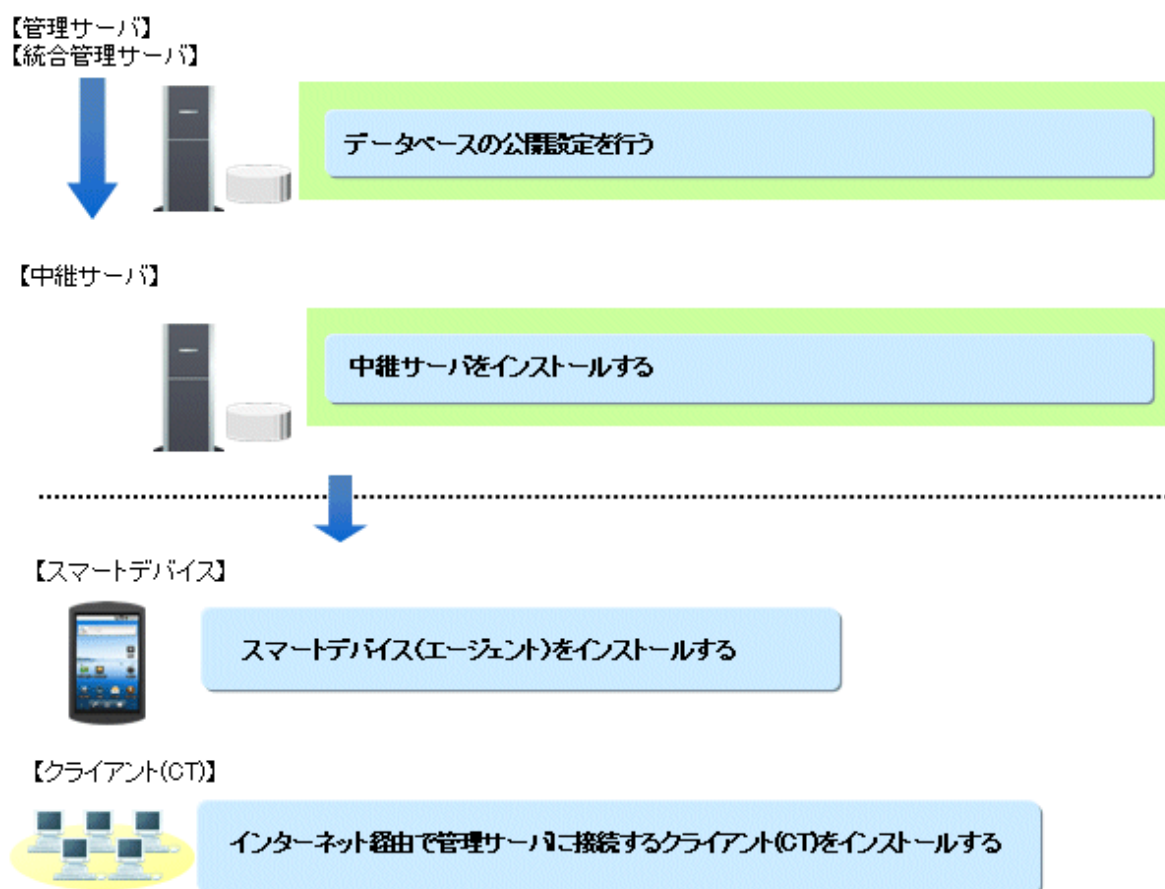 【管理サーバ】
【統合管理サーバ】
データベースの公開設定を行う
【中継サーバ】
中継サーバをインストールする
【スマートデバイス】
スマートデバイス(エージェント)をインストールする
【クライアント(CT)】
インターネット経由で管理サーバに接続するクライアント(CT)をインストールする